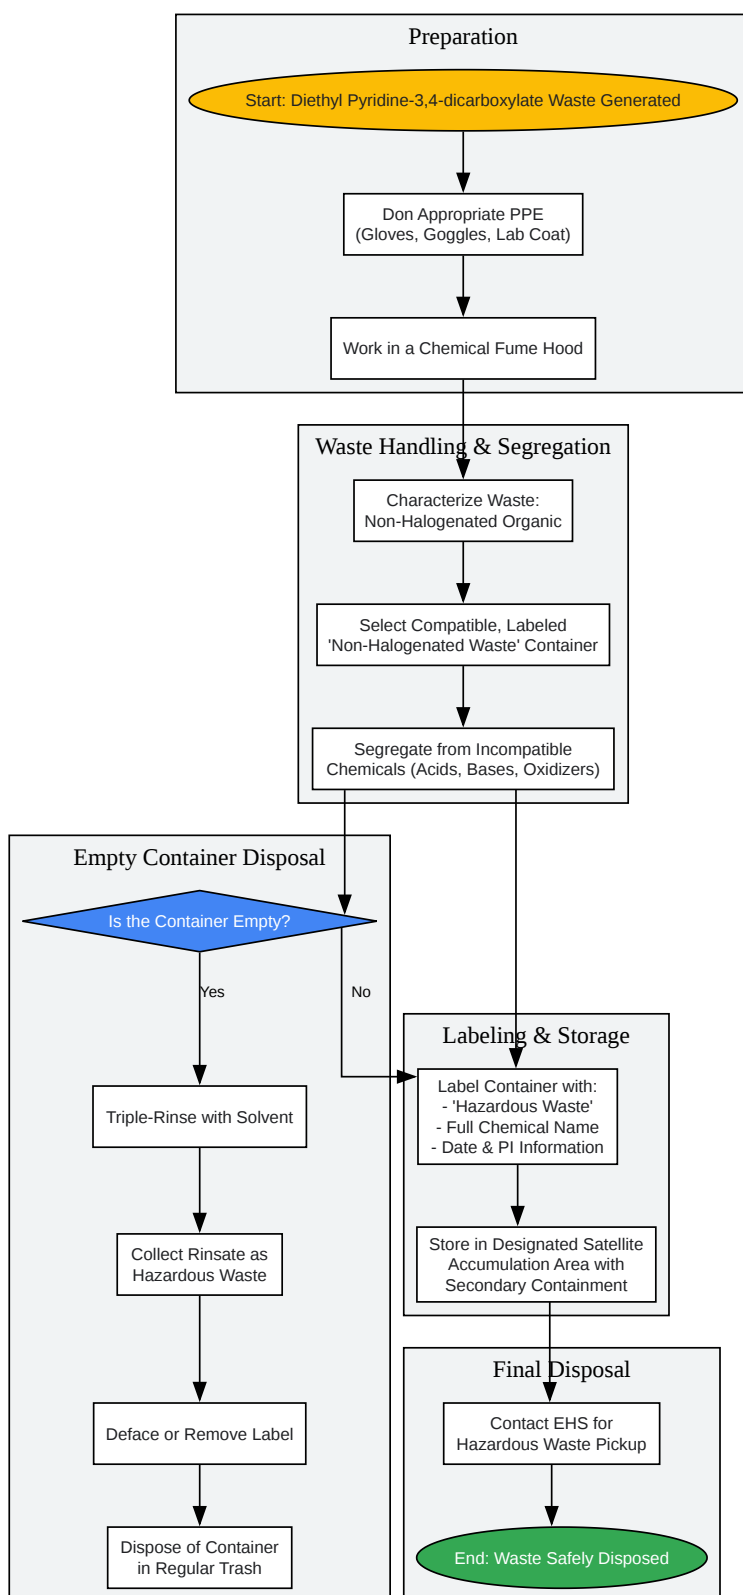 Preparation
Start: Diethyl Pyridine-3,4-dicarboxylate Waste Generated
Don Appropriate PPE
(Gloves, Goggles, Lab Coat)
Work in a Chemical Fume Hood
Waste Handling & Segregation
Characterize Waste:
Non-Halogenated Organic
Select Compatible, Labeled
'Non-Halogenated Waste' Container
Segregate from Incompatible
Chemicals (Acids, Bases, Oxidizers)
Empty Container Disposal
Is the Container Empty?
Yes
No
Triple-Rinse with Solvent
Collect Rinsate as
Hazardous Waste
Deface or Remove Label
Dispose of Container
in Regular Trash
Labeling & Storage
Label Container with:
- 'Hazardous Waste'
- Full Chemical Name
- Date & PI Information
Store in Designated Satellite
Accumulation Area with
Secondary Containment
Final Disposal
Contact EHS for
Hazardous Waste Pickup
End: Waste Safely Disposed